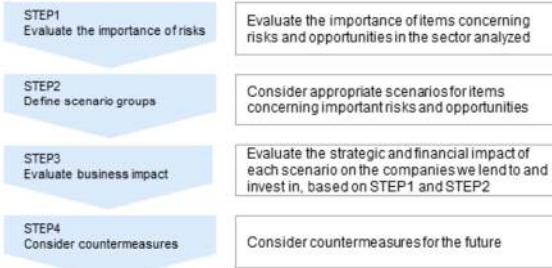 STEP1
Evaluate the importance of risks
Evaluate the importance of items concerning
risks and opportunities in the sector analyzed
STEP2
Define scenario groups
Consider appropriate scenarios for items
concerning important risks and opportunities
STEP3
Evaluate business impact
Evaluate the strategic and financial impact of
each scenario on the companies we lend to and
invest in, based on STEP1 and STEP2
STEP4
Consider countermeasures
Consider countermeasures for the future